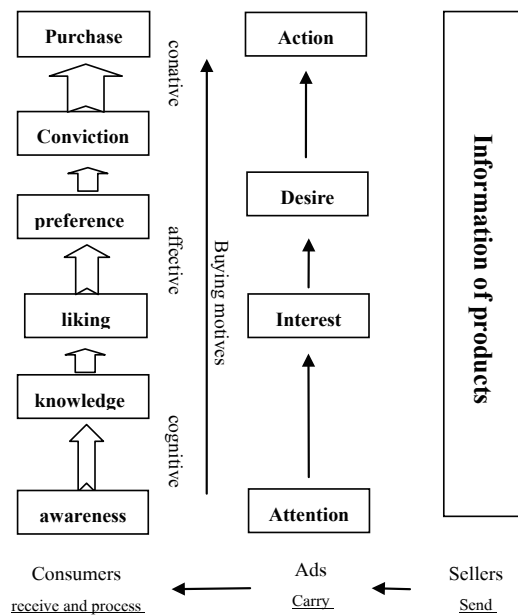 Purchase
Conviction
preference
liking
knowledge
awareness
conative
affective
cognitive
Buying motives
Action
Desire
Interest
Attention
Information of products
Consumers
receive and process
Ads
Carry
Sellers
Send